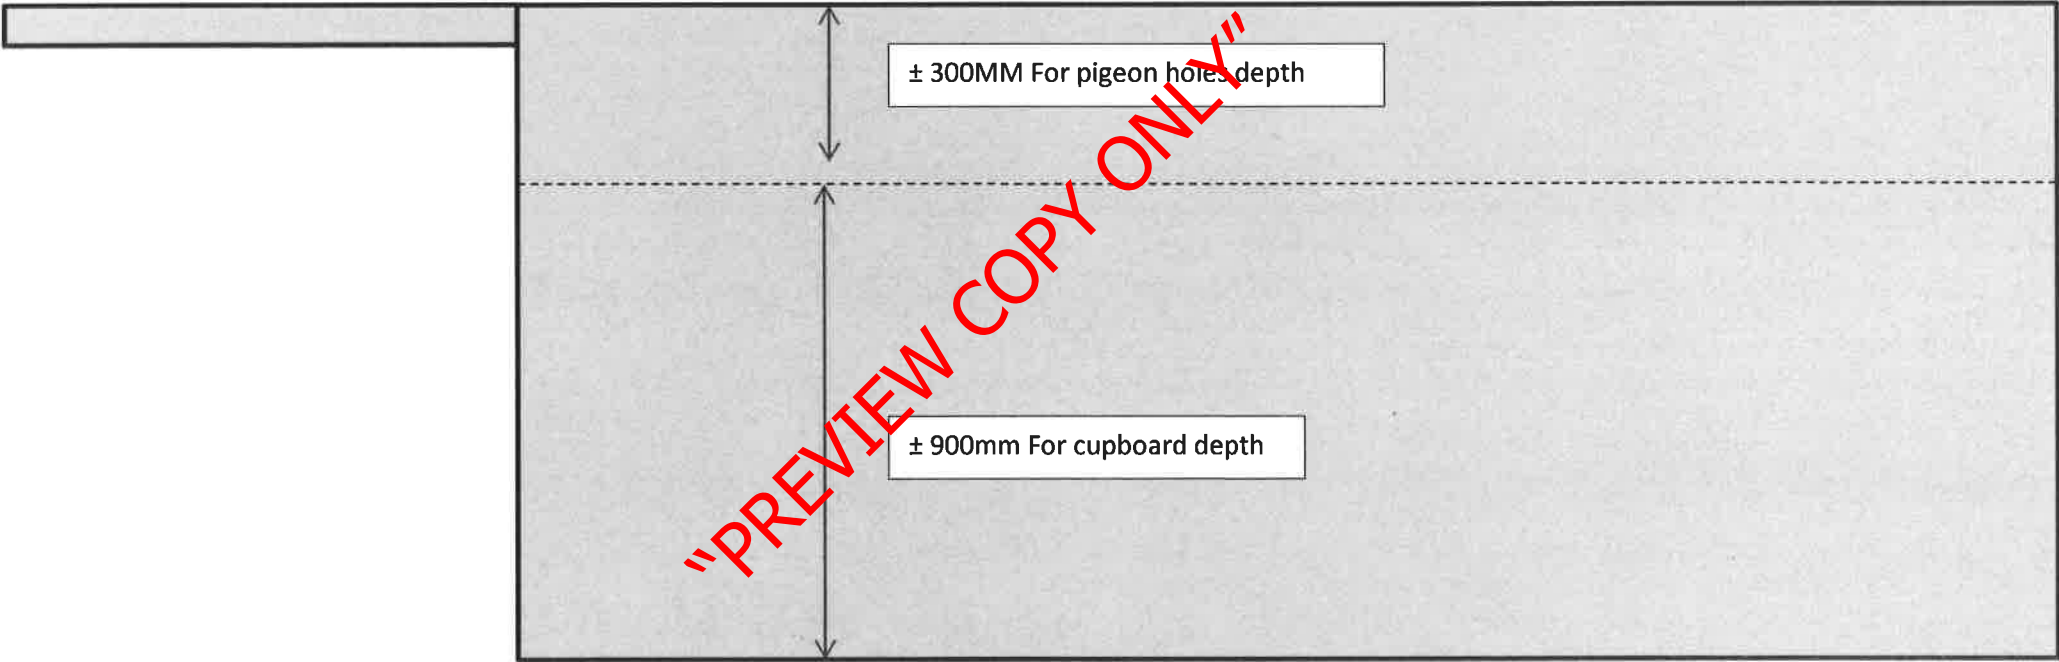 ± 300MM For pigeon holes depth
"PREVIEW COPY ONLY"
± 900mm For cupboard depth